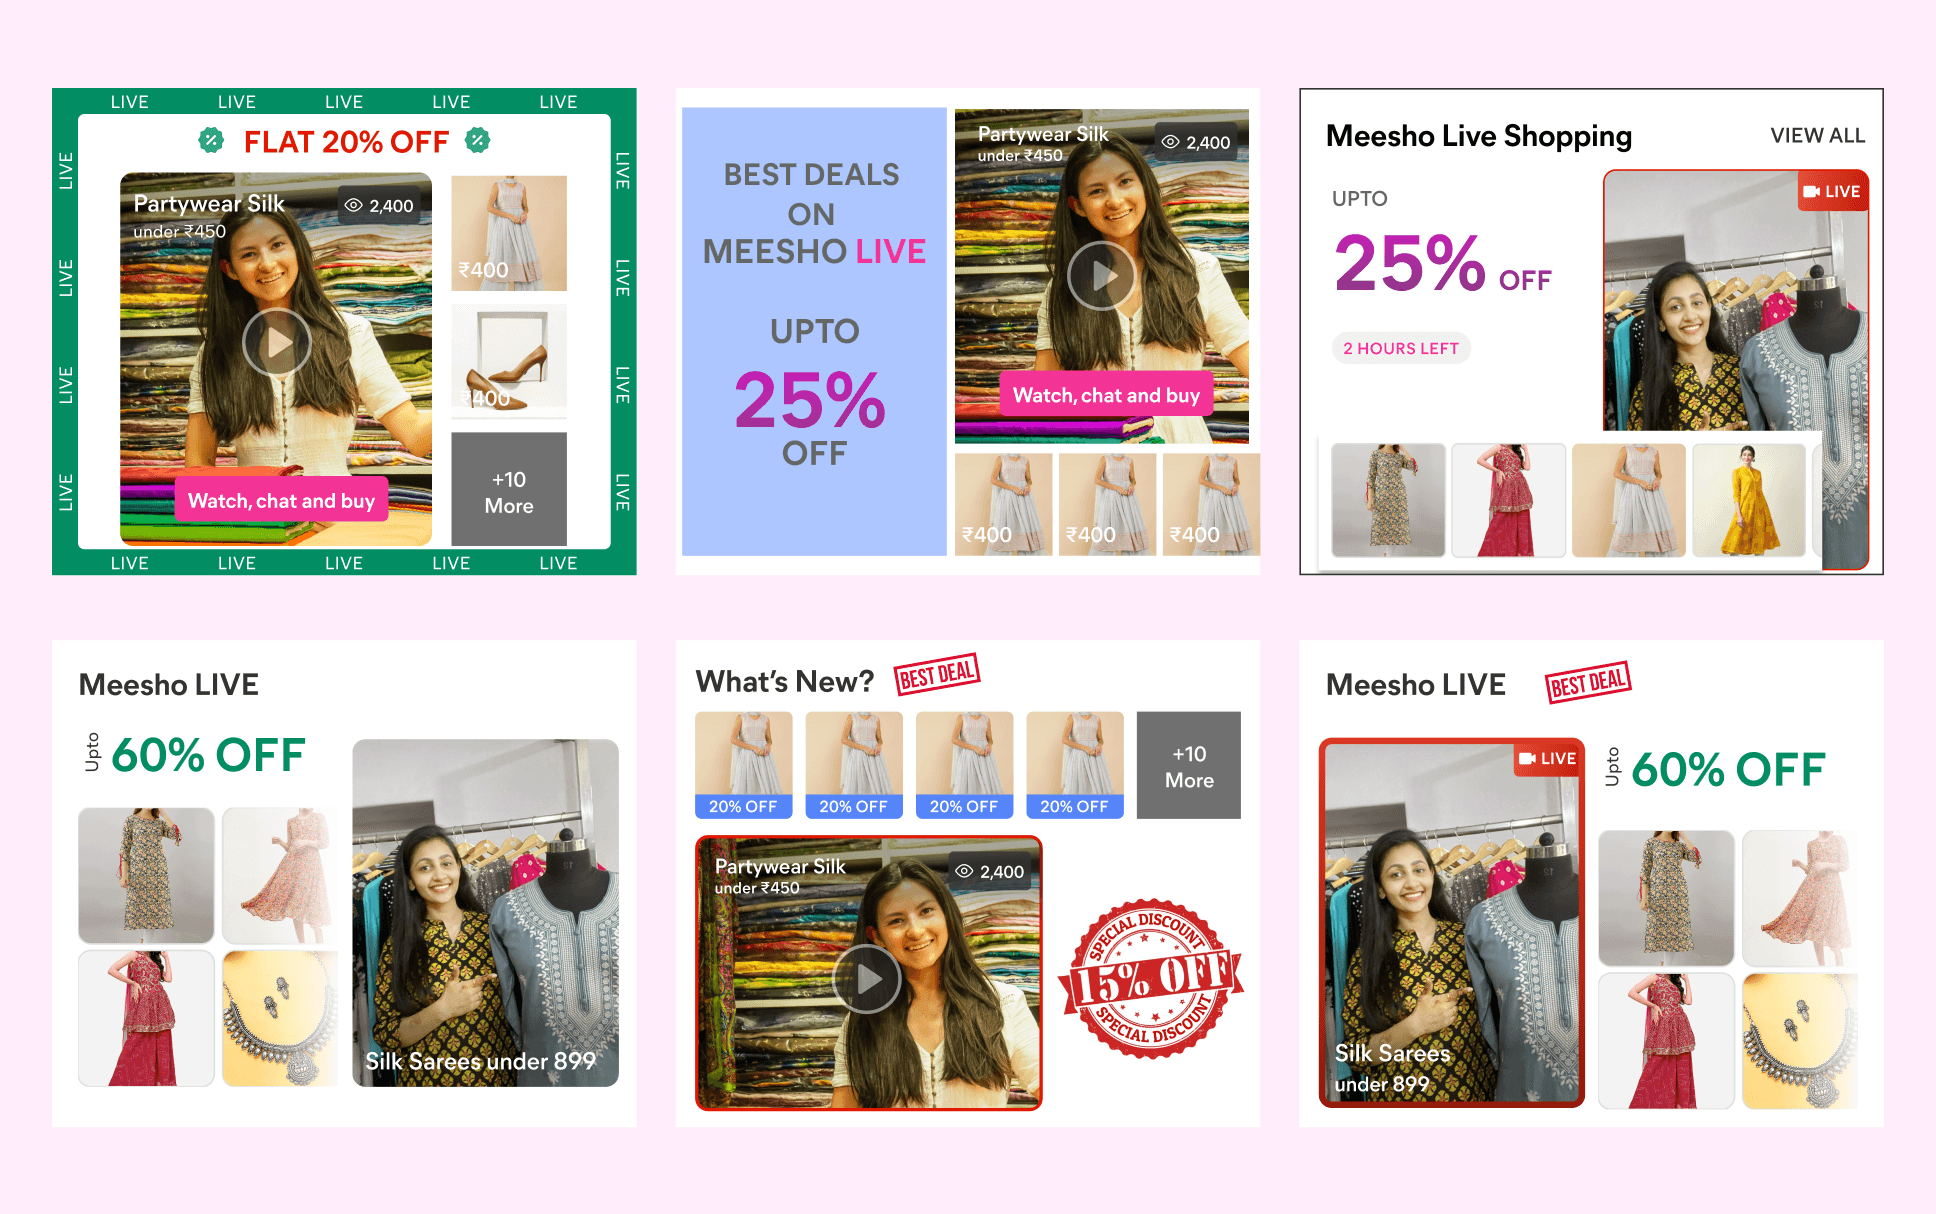 LIVE LIVE LIVE LIVE LIVE
FLAT 20% OFF
LIVE
LIVE
LIVE
LIVE
Partywear Silk
under ₹450
2,400
Watch, chat and buy
₹400
₹400
+10
More
LIVE
LIVE
LIVE
LIVE
LIVE LIVE LIVE LIVE LIVE
BEST DEALS
ON
MEESHO LIVE
UPTO
25%
OFF
Partywear Silk
under ₹450
2,400
Watch, chat and buy
₹400 ₹400 ₹400
Meesho Live Shopping
VIEW ALL
UPTO
25% OFF
2 HOURS LEFT
LIVE
Meesho LIVE
Upto 60% OFF
Silk Sarees under 899
What's New?
BEST DEAL
20% OFF 20% OFF 20% OFF 20% OFF
+10
More
Partywear Silk
under ₹450
2,400
SPECIAL DISCOUNT
15% OFF
SPECIAL DISCOUNT
Meesho LIVE
BEST DEAL
LIVE
Silk Sarees
under 899
Upto 60% OFF